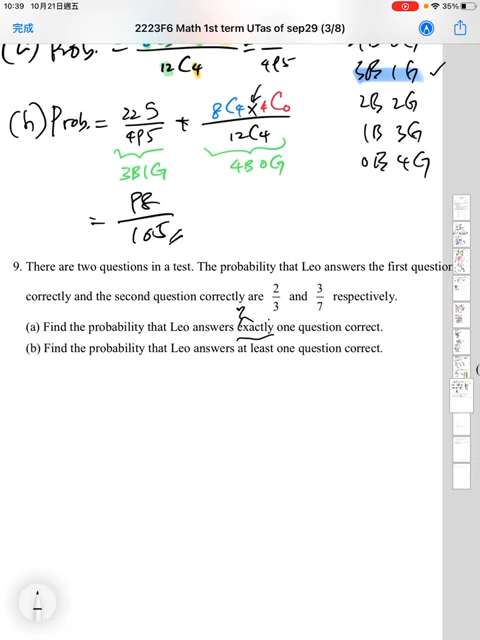 10:39 10月21日週五 35%
完成 2223F6 Math 1st term UTas of sep29 (3/8)
Prob. = 12C4 = 495
3B 1G ✓
2B 2G
1B 3G
0B 4G
(b) Prob. = 225/495 + 8C4 × 4C0/12C4
3B1G 4B0G
= 98/165
9. There are two questions in a test. The probability that Leo answers the first question
correctly and the second question correctly are 2/3 and 3/7 respectively.
(a) Find the probability that Leo answers exactly one question correct.
(b) Find the probability that Leo answers at least one question correct.